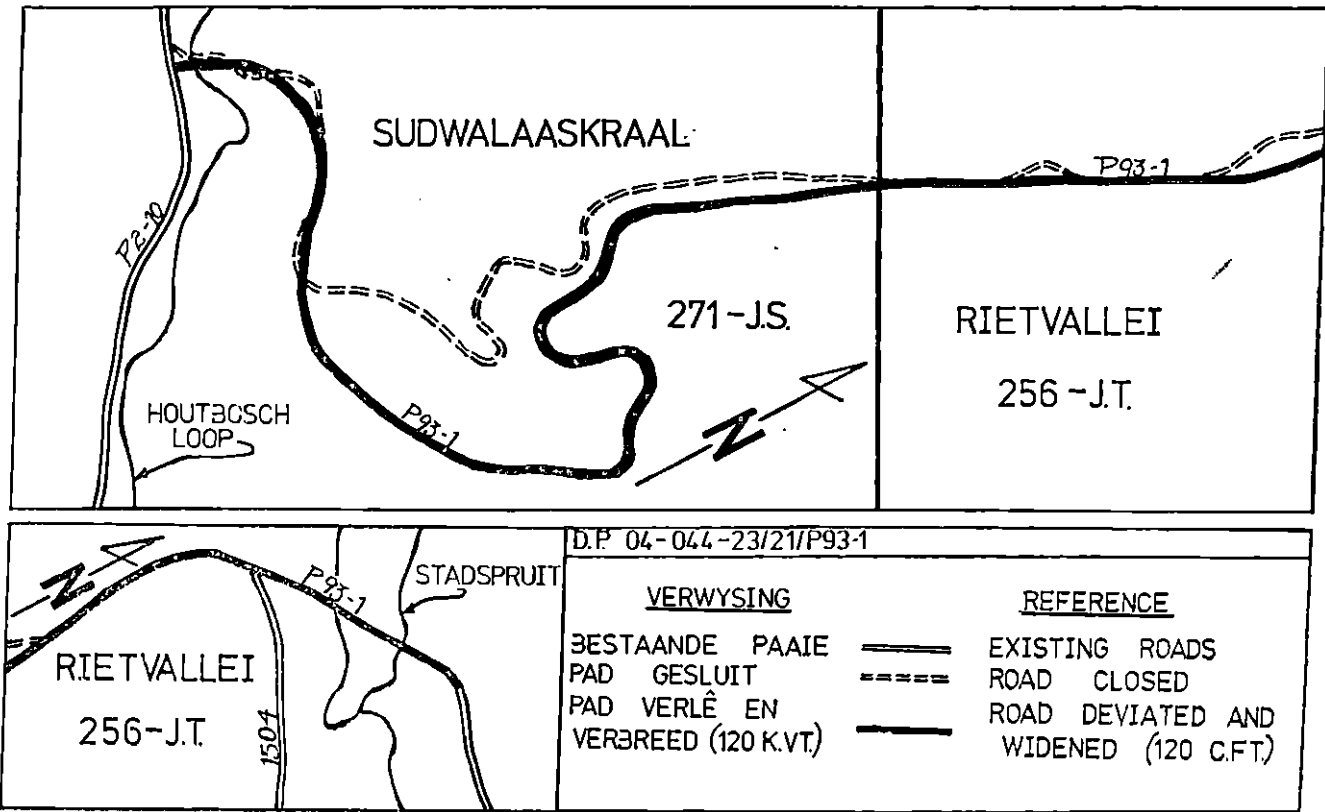 SUDWALAASKRAAL
P93-1
P2-10
271-J.S.
RIETVALLEI
256-J.T.
HOUTBOSCH
LOOP
P93-1
N
D.P. 04-044-23/21/P93-1
N
P93-1
STADSPRUIT
RIETVALLEI
256-J.T.
1504
VERWYSING
REFERENCE
BESTAANDE PAAIE
EXISTING ROADS
PAD GESLUIT
ROAD CLOSED
PAD VERLÊ EN
VERBREED (120 K.VT.)
ROAD DEVIATED AND
WIDENED (120 C.FT.)